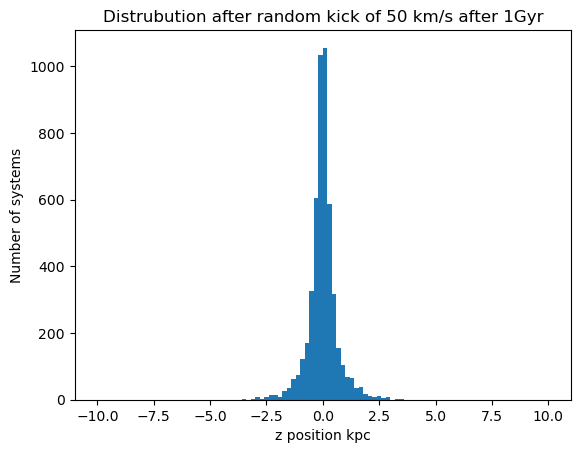 Distrubution after random kick of 50 km/s after 1Gyr
Number of systems
1000
800
600
400
200
0
−10.0 −7.5 −5.0 −2.5 0.0 2.5 5.0 7.5 10.0
z position kpc